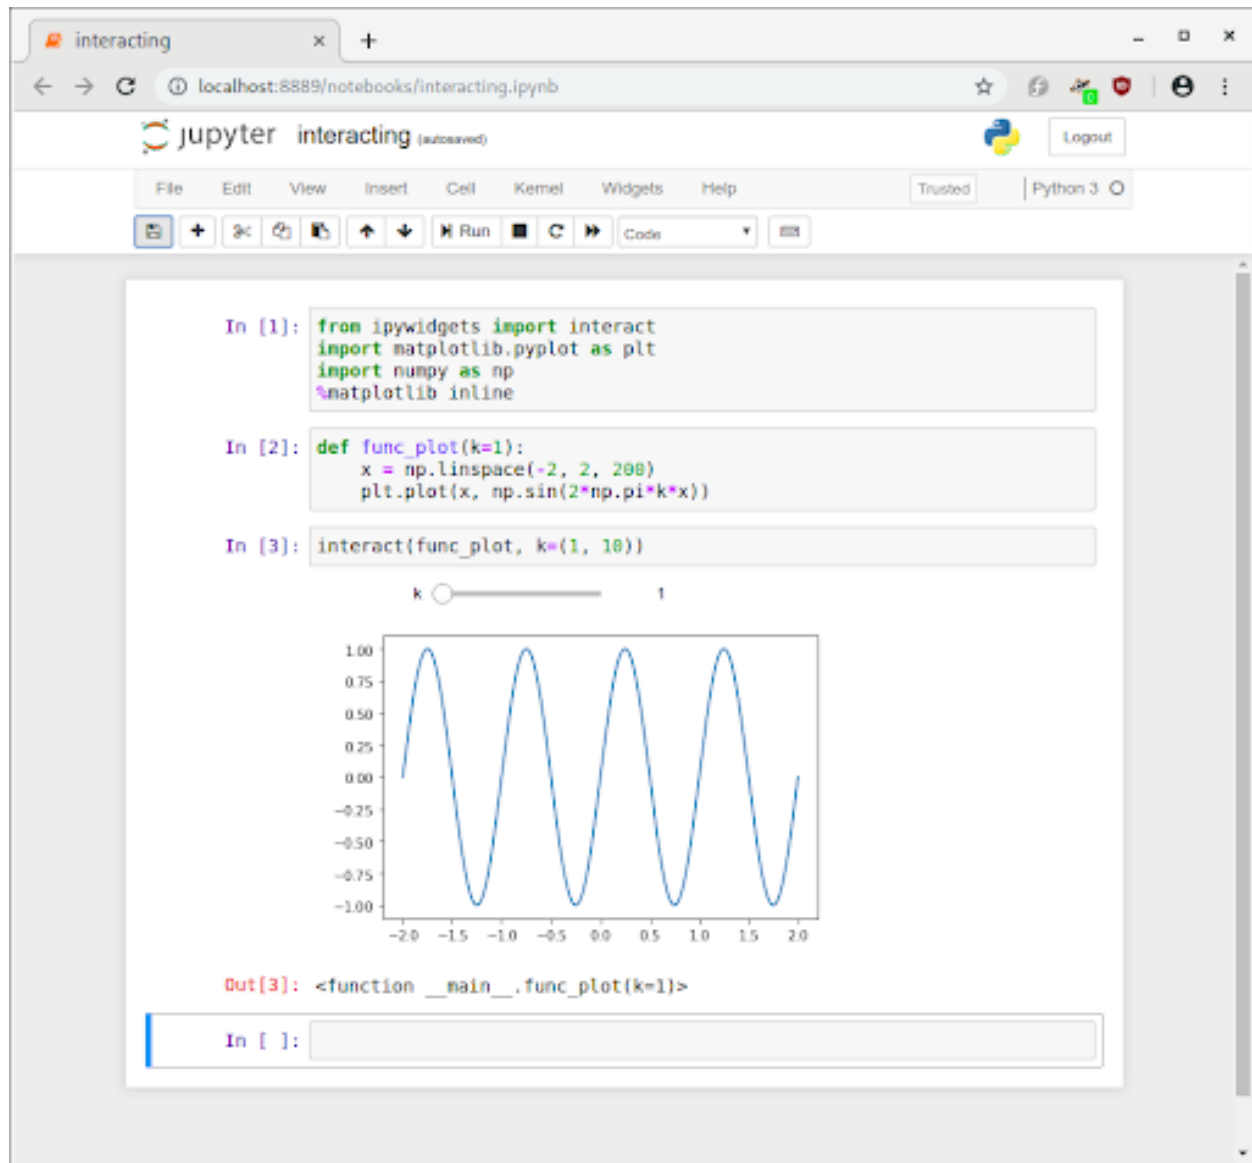 interacting
localhost:8889/notebooks/interacting.ipynb
jupyter interacting (autosaved)
Logout
File Edit View Insert Cell Kernel Widgets Help Trusted Python 3
Run Code
In [1]: from ipywidgets import interact
import matplotlib.pyplot as plt
import numpy as np
%matplotlib inline
In [2]: def func_plot(k=1):
x = np.linspace(-2, 2, 200)
plt.plot(x, np.sin(2*np.pi*k*x))
In [3]: interact(func_plot, k=(1, 10))
k 1
1.00
0.75
0.50
0.25
0.00
−0.25
−0.50
−0.75
−1.00
−2.0 −1.5 −1.0 −0.5 0.0 0.5 1.0 1.5 2.0
Out[3]: <function __main__.func_plot(k=1)>
In [ ]: